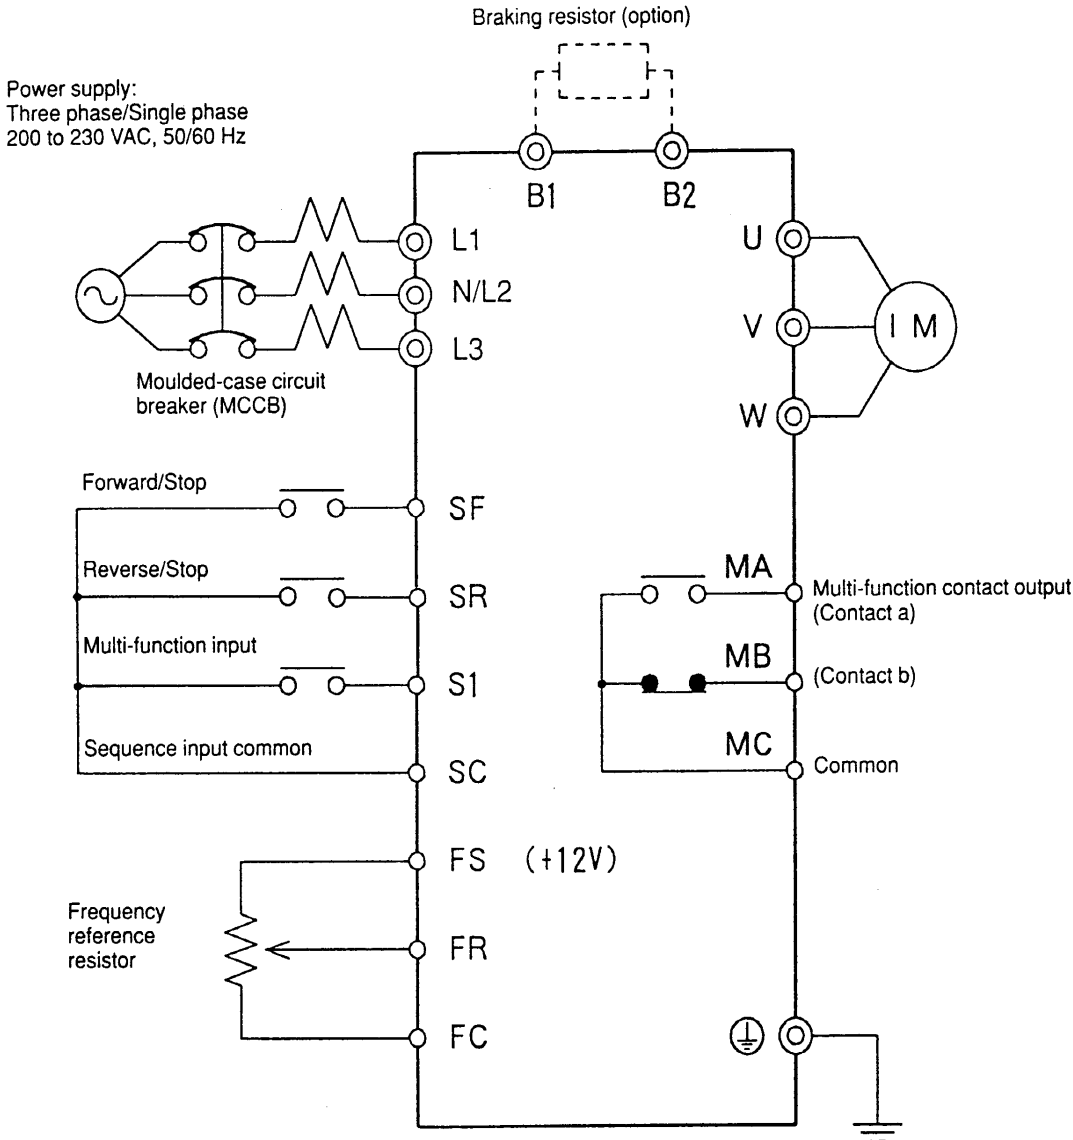 Braking resistor (option)
Power supply:
Three phase/Single phase
200 to 230 VAC, 50/60 Hz
B1
B2
L1
N/L2
L3
U
V
W
I M
Moulded-case circuit
breaker (MCCB)
Forward/Stop
SF
Reverse/Stop
SR
Multi-function input
S1
Sequence input common
SC
MA
Multi-function contact output
(Contact a)
MB
(Contact b)
MC
Common
FS (+12V)
Frequency
reference
resistor
FR
FC